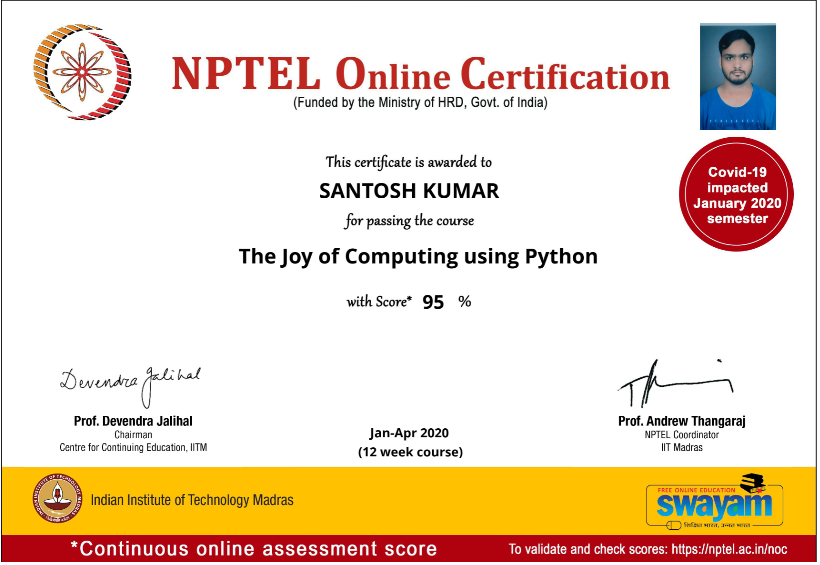 NPTEL Online Certification
(Funded by the Ministry of HRD, Govt. of India)
This certificate is awarded to
SANTOSH KUMAR
for passing the course
The Joy of Computing using Python
with Score* 95 %
Covid-19
impacted
January 2020
semester
Devendra Jalihal
Prof. Devendra Jalihal
Chairman
Centre for Continuing Education, IITM
Jan-Apr 2020
(12 week course)
Prof. Andrew Thangaraj
NPTEL Coordinator
IIT Madras
Indian Institute of Technology Madras
FREE ONLINE EDUCATION
swayam
शिक्षित भारत, उन्नत भारत
*Continuous online assessment score
To validate and check scores: https://nptel.ac.in/noc